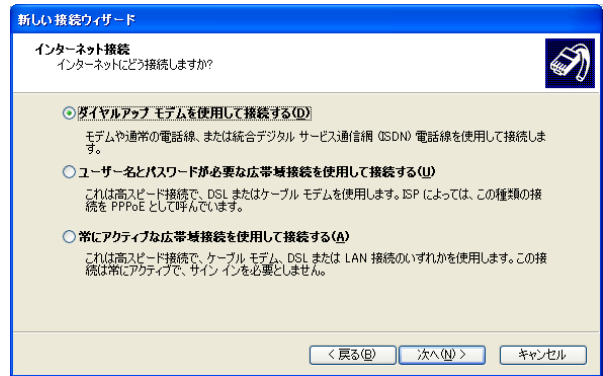 新しい接続ウィザード
インターネット接続
インターネットにどう接続しますか?
ダイヤルアップ モデムを使用して接続する(D)
モデムや通常の電話線、または統合デジタル サービス通信網 (ISDN) 電話線を使用して接続しま
す。
ユーザー名とパスワードが必要な広帯域接続を使用して接続する(U)
これは高スピード接続で、DSL またはケーブル モデムを使用します。ISP によっては、この種類の接
続を PPPoE として呼んでいます。
常にアクティブな広帯域接続を使用して接続する(A)
これは高スピード接続で、ケーブル モデム、DSL または LAN 接続のいずれかを使用します。この接
続は常にアクティブで、サイン インを必要としません。
< 戻る(B) 次へ(N) > キャンセル